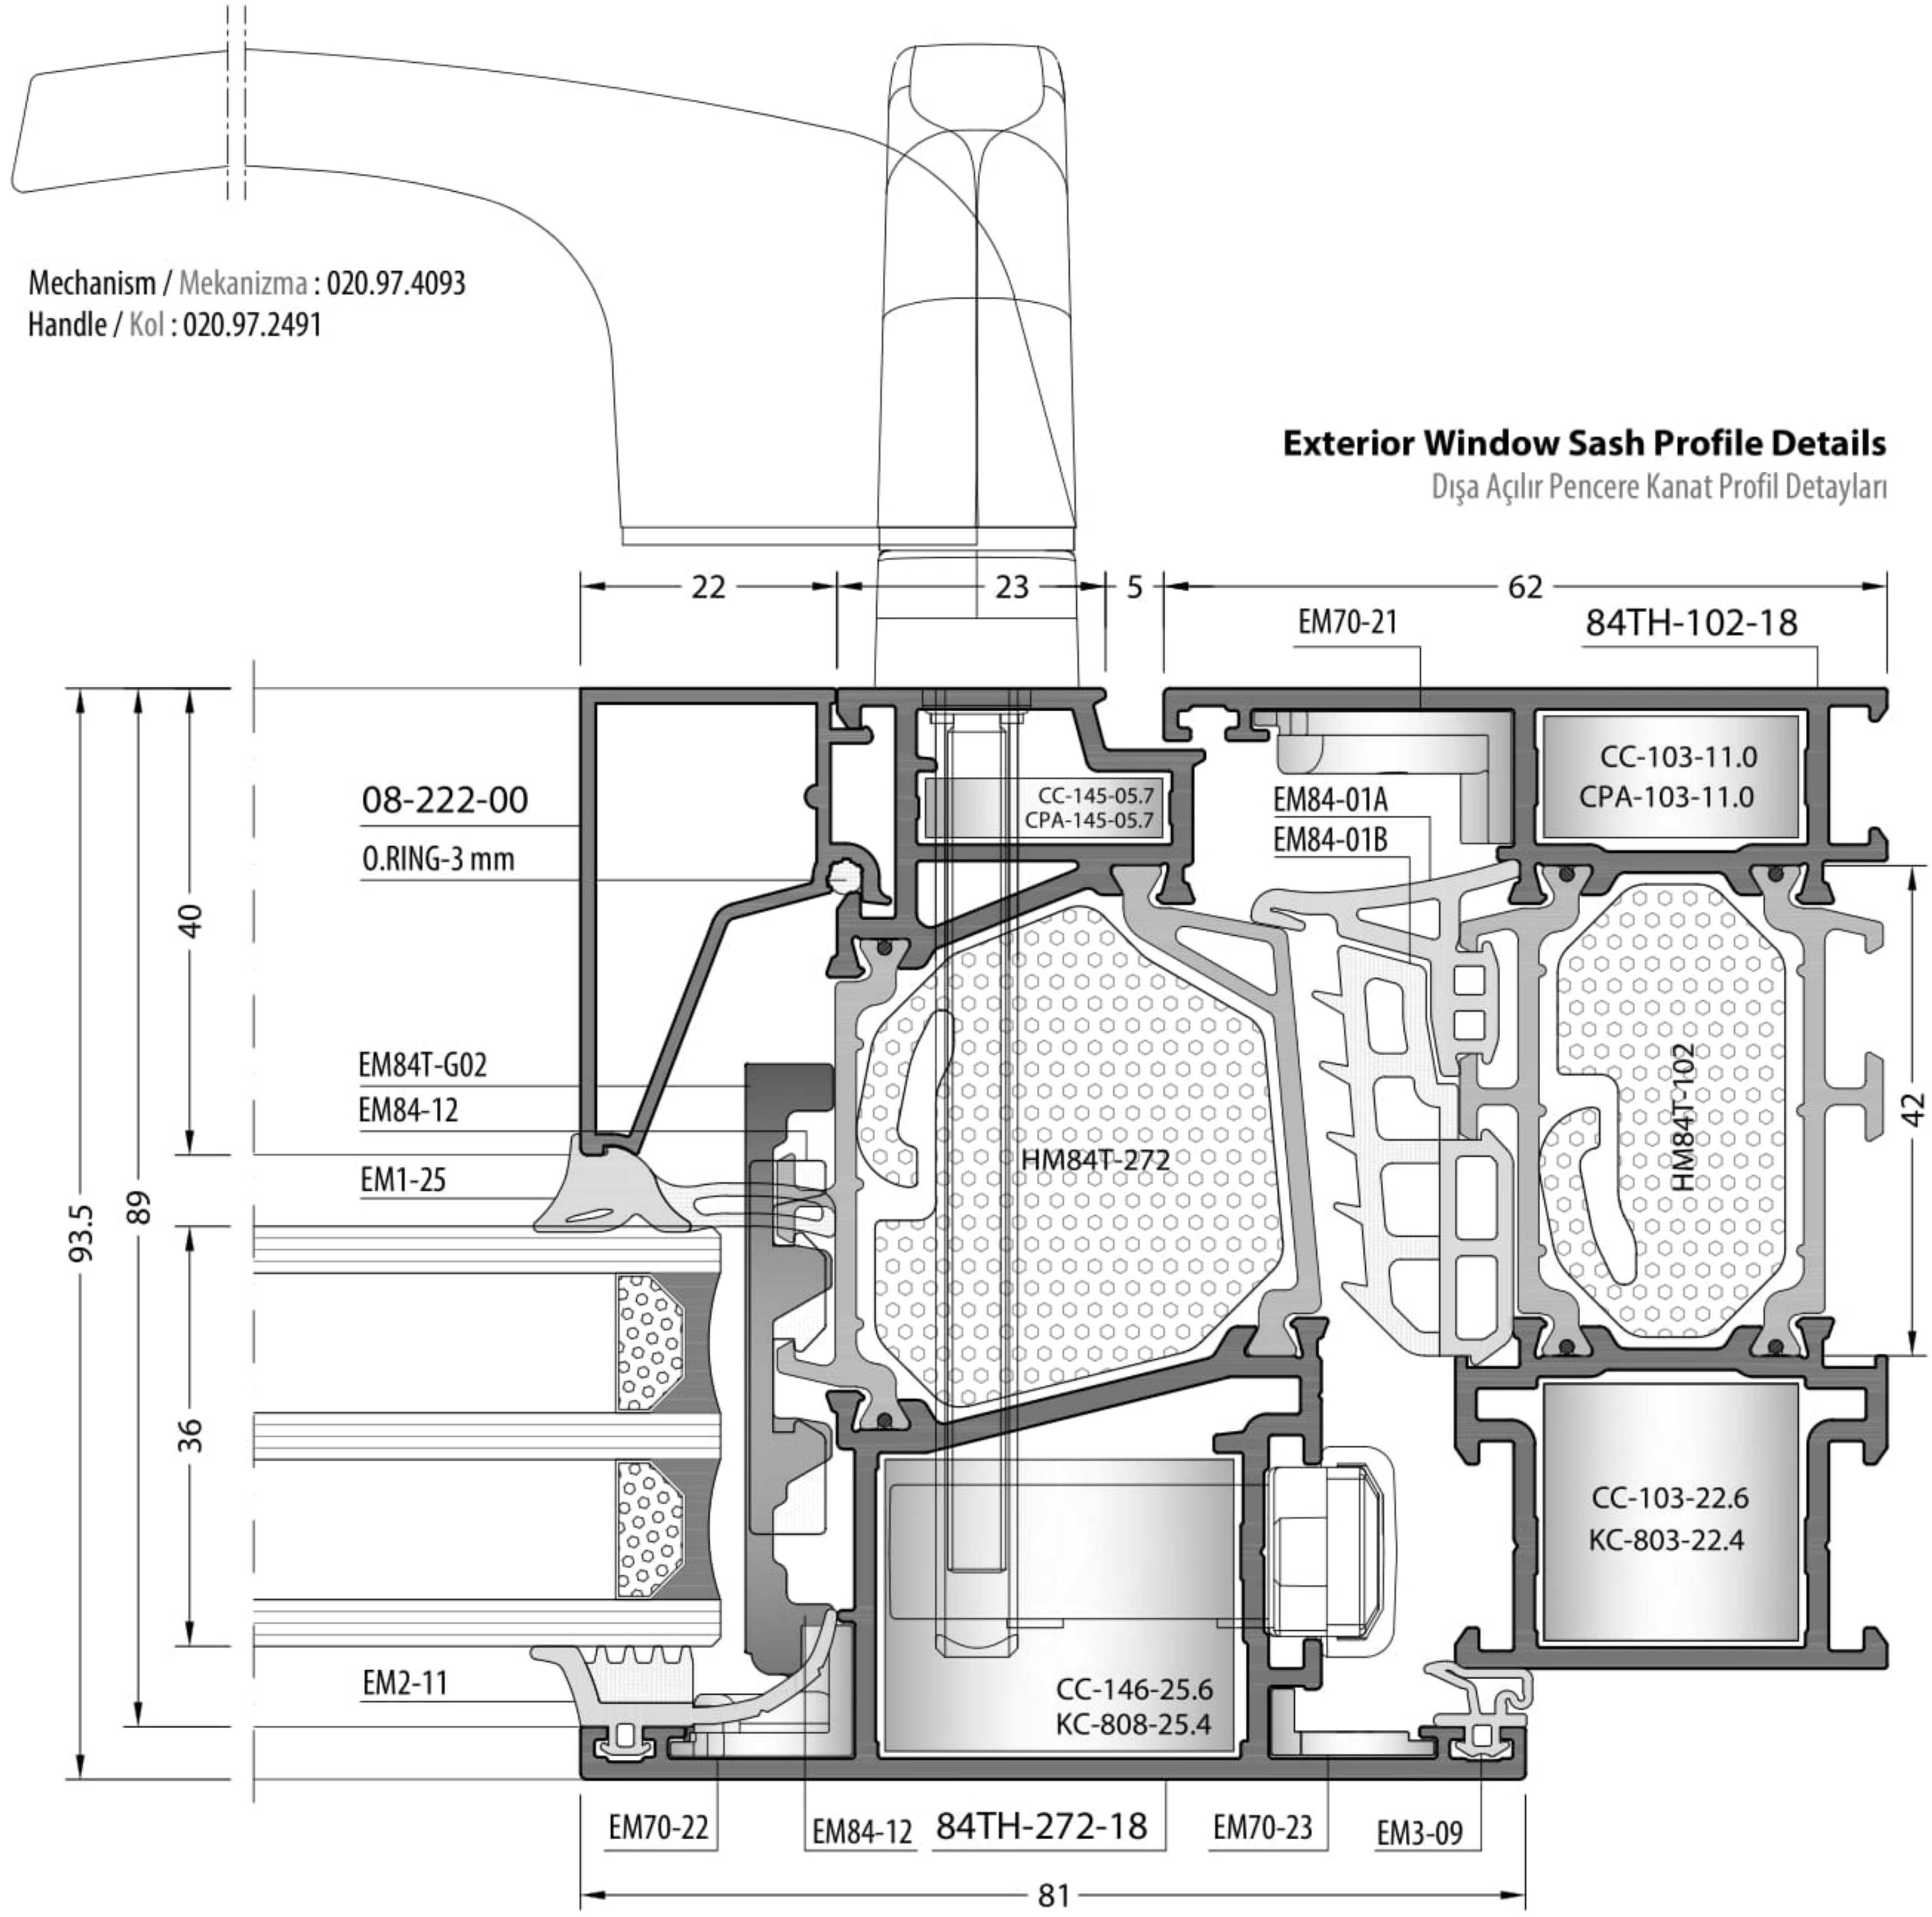 Mechanism / Mekanizma : 020.97.4093
Handle / Kol : 020.97.2491
Exterior Window Sash Profile Details
Dışa Açılır Pencere Kanat Profil Detayları
22
23
5
62
EM70-21
84TH-102-18
08-222-00
O.RING-3 mm
CC-145-05.7
CPA-145-05.7
EM84-01A
EM84-01B
CC-103-11.0
CPA-103-11.0
40
EM84T-G02
EM84-12
EM1-25
HM84T-272
HM84T-102
42
93.5
89
36
CC-103-22.6
KC-803-22.4
EM2-11
CC-146-25.6
KC-808-25.4
EM70-22
EM84-12
84TH-272-18
EM70-23
EM3-09
81